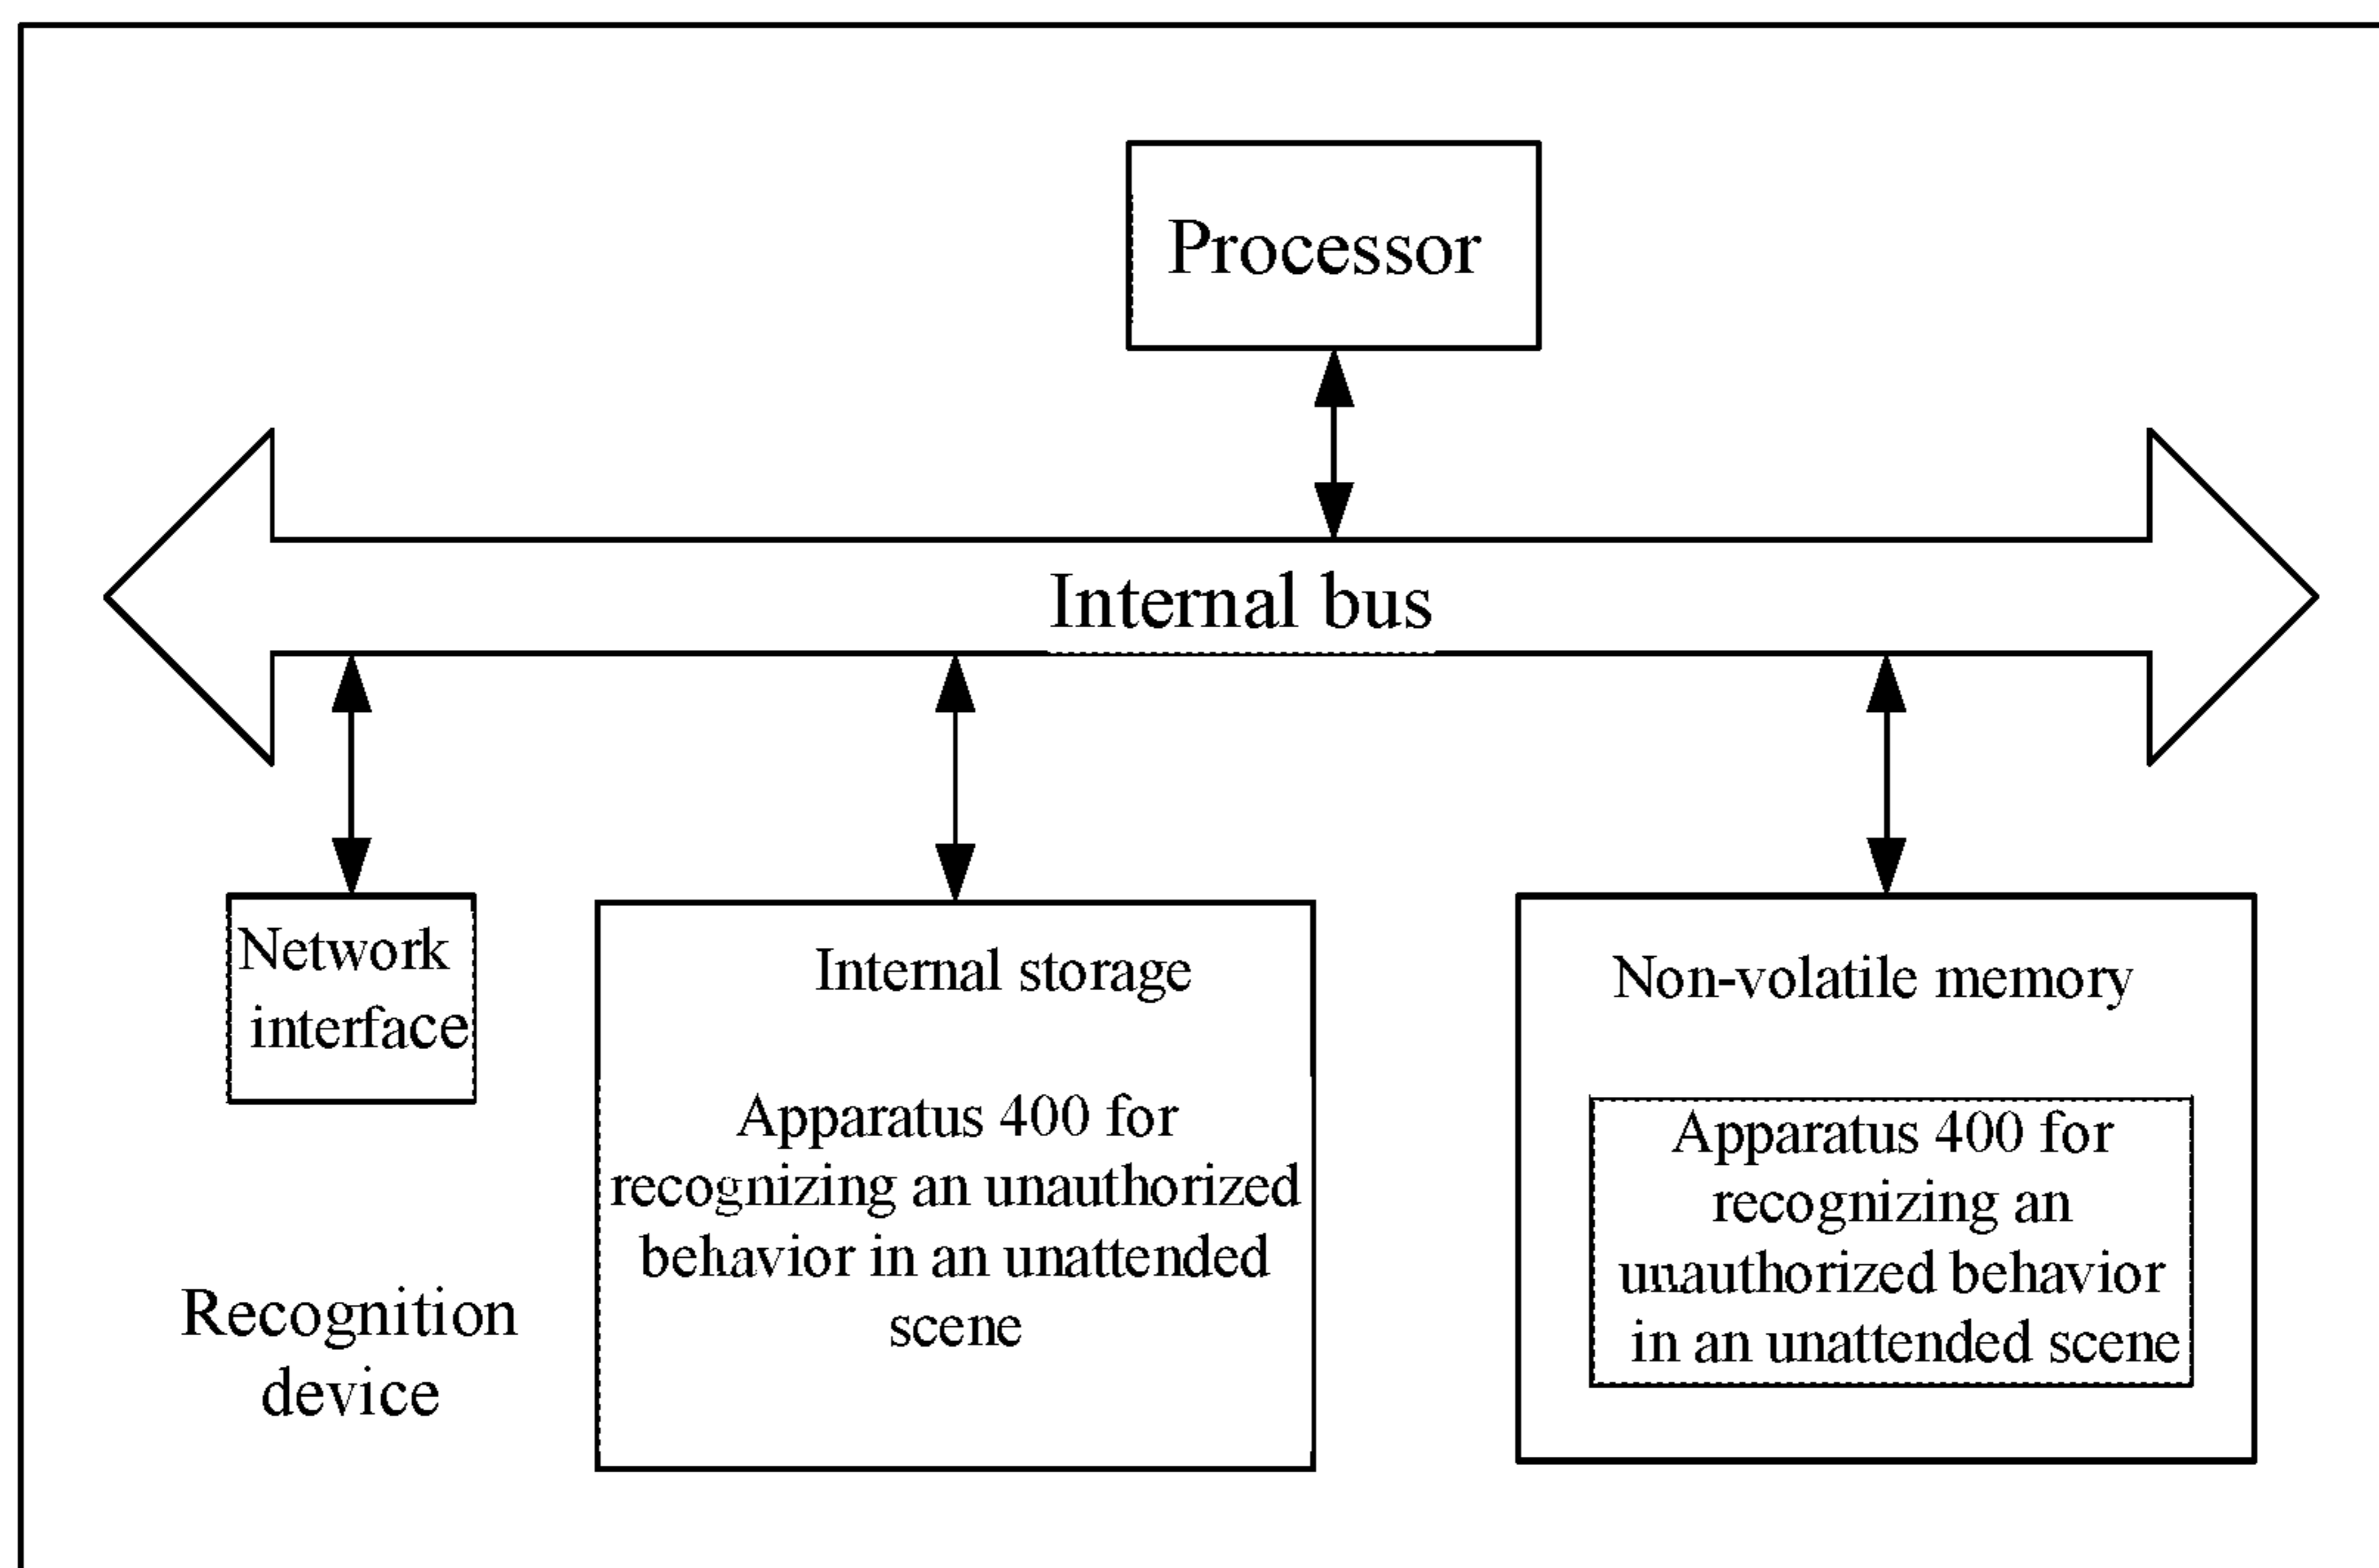 Processor
Internal bus
Network
interface
Internal storage
Apparatus 400 for
recognizing an unauthorized
behavior in an unattended
scene
Non-volatile memory
Apparatus 400 for
recognizing an
unauthorized behavior
in an unattended scene
Recognition
device